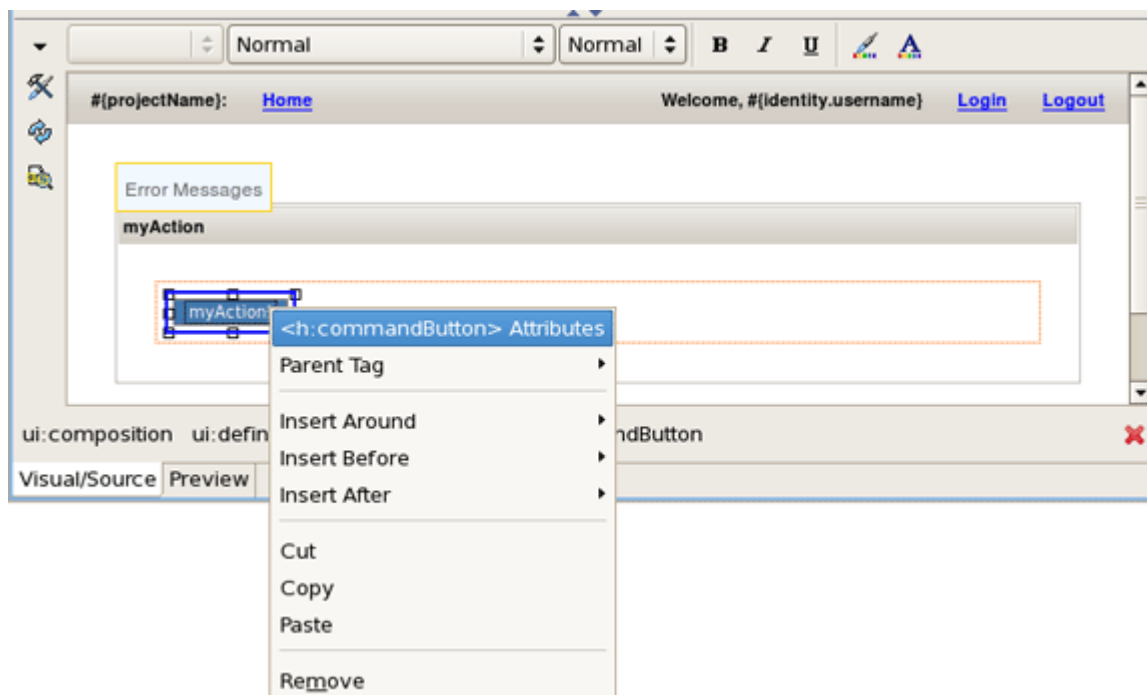 Normal Normal B I U A
#{projectName}: Home Welcome, #{identity.username} Login Logout
Error Messages
myAction
myAction
<h:commandButton> Attributes
Parent Tag
Insert Around
ui:composition ui:defin ndButton
Insert Before
Visual/Source Preview
Insert After
Cut
Copy
Paste
Remove